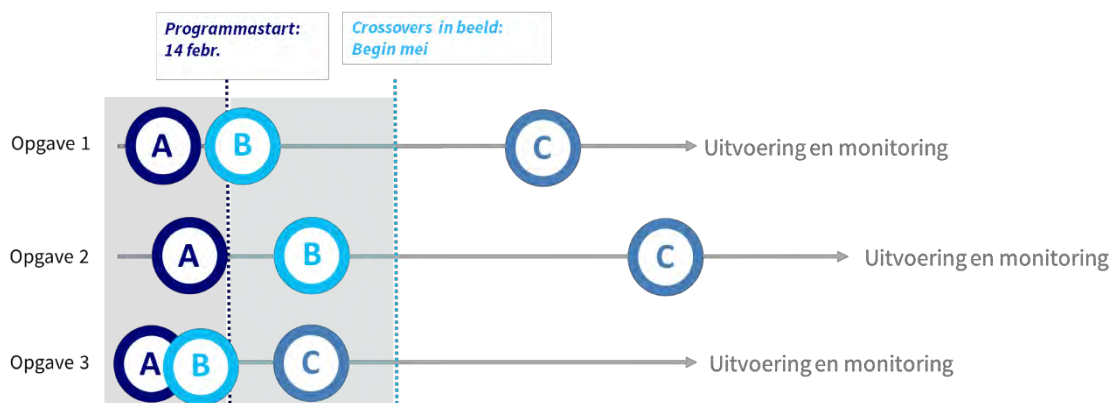 Programmastart:
14 febr.
Crossovers in beeld:
Begin mei
Opgave 1
A
B
C
Uitvoering en monitoring
Opgave 2
A
B
C
Uitvoering en monitoring
Opgave 3
A
B
C
Uitvoering en monitoring